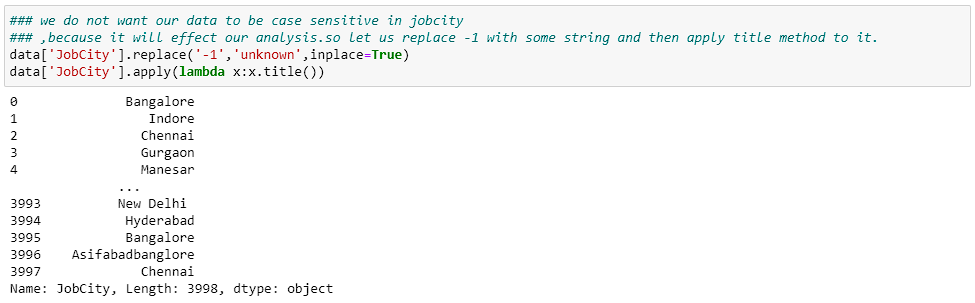 ### we do not want our data to be case sensitive in jobcity
### ,because it will effect our analysis.so let us replace -1 with some string and then apply title method to it.
data['JobCity'].replace('-1','unknown',inplace=True)
data['JobCity'].apply(lambda x:x.title())
0 Bangalore
1 Indore
2 Chennai
3 Gurgaon
4 Manesar
...
3993 New Delhi
3994 Hyderabad
3995 Bangalore
3996 Asifabadbanglore
3997 Chennai
Name: JobCity, Length: 3998, dtype: object